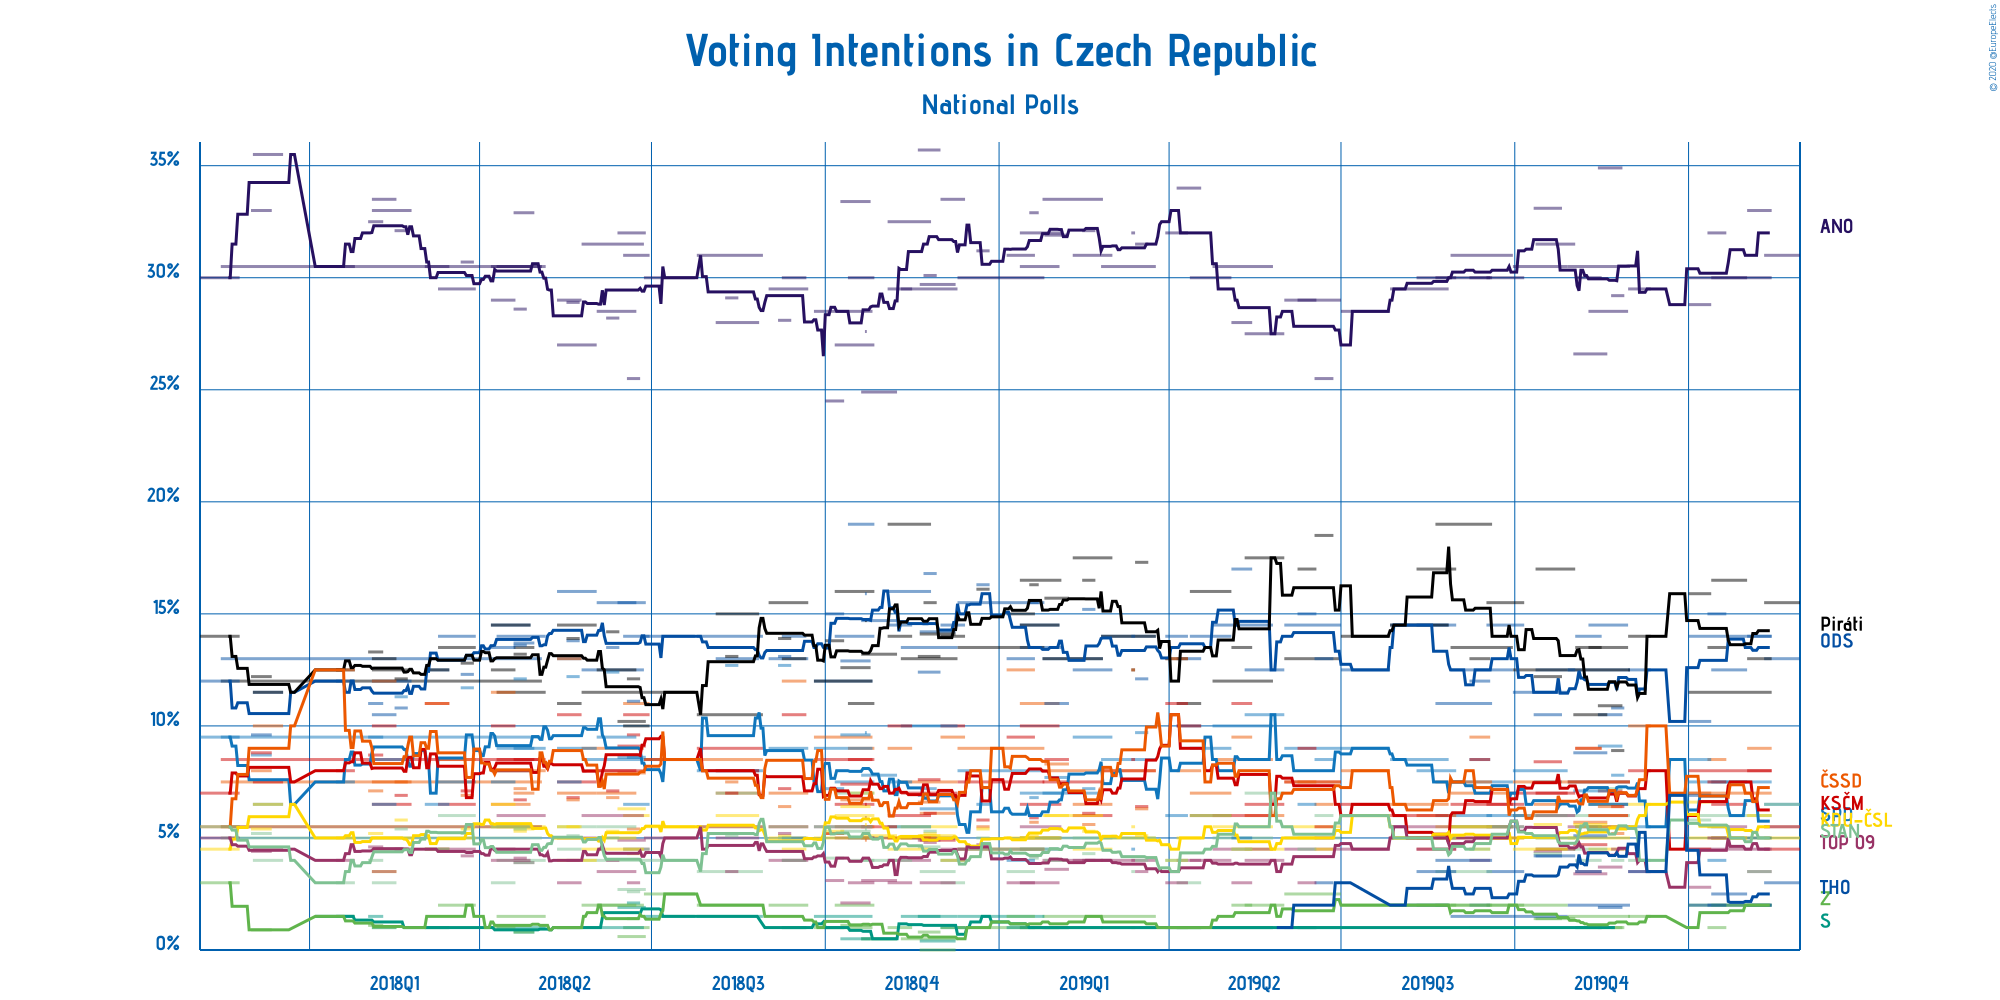 © 2020 @EuropeElects
Voting Intentions in Czech Republic
National Polls
35%
30%
25%
20%
15%
10%
5%
0%
ANO
Piráti
ODS
ČSSD
KSČM
SPD
KDU-ČSL
STAN
TOP 09
THO
Z
S
2018Q1 2018Q2 2018Q3 2018Q4 2019Q1 2019Q2 2019Q3 2019Q4